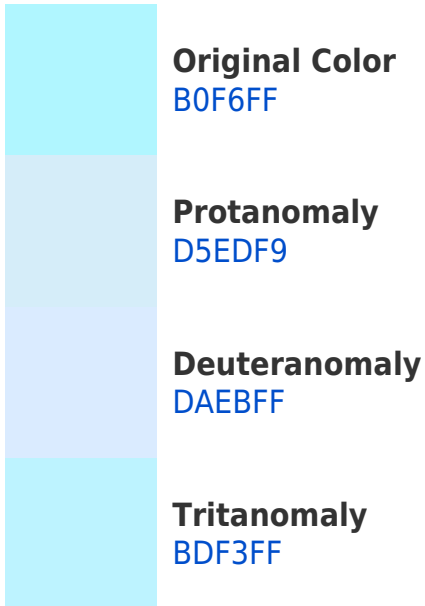 Original Color
B0F6FF
Protanomaly
D5EDF9
Deuteranomaly
DAEBFF
Tritanomaly
BDF3FF